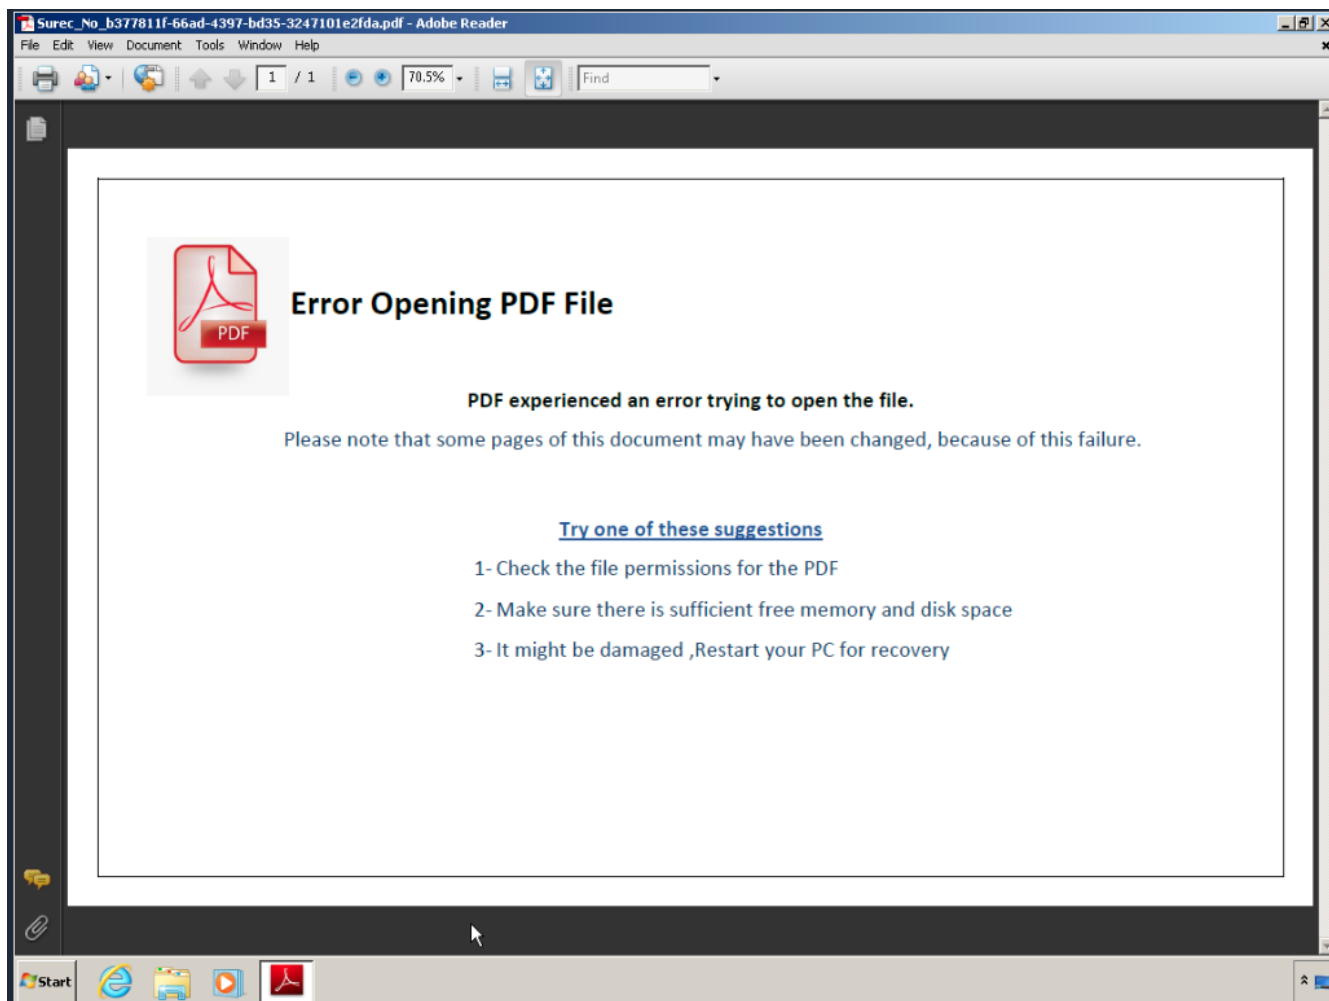 Surec_No_b377811f-66ad-4397-bd35-3247101e2fda.pdf - Adobe Reader
File Edit View Document Tools Window Help
1 / 1 70.5% Find
PDF
Error Opening PDF File
PDF experienced an error trying to open the file.
Please note that some pages of this document may have been changed, because of this failure.
Try one of these suggestions
1- Check the file permissions for the PDF
2- Make sure there is sufficient free memory and disk space
3- It might be damaged ,Restart your PC for recovery
Start